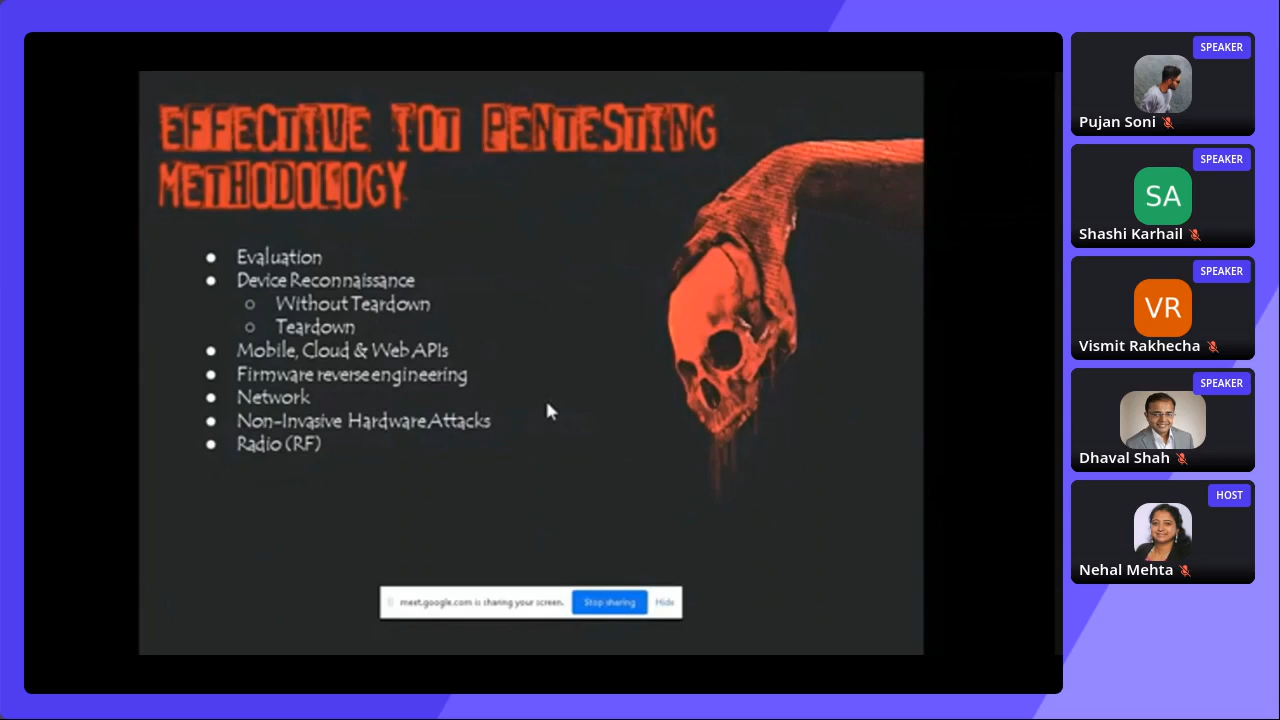 EFFECTIVE IOT PENTESTING
METHODOLOGY
Evaluation
Device Reconnaissance
Without Teardown
Teardown
Mobile, Cloud & Web APIs
Firmware reverse engineering
Network
Non-Invasive Hardware Attacks
Radio (RF)
meet.google.com is sharing your screen. Stop sharing Hide
SPEAKER
Pujan Soni
SPEAKER
SA
Shashi Karhail
SPEAKER
VR
Vismit Rakhecha
SPEAKER
Dhaval Shah
HOST
Nehal Mehta